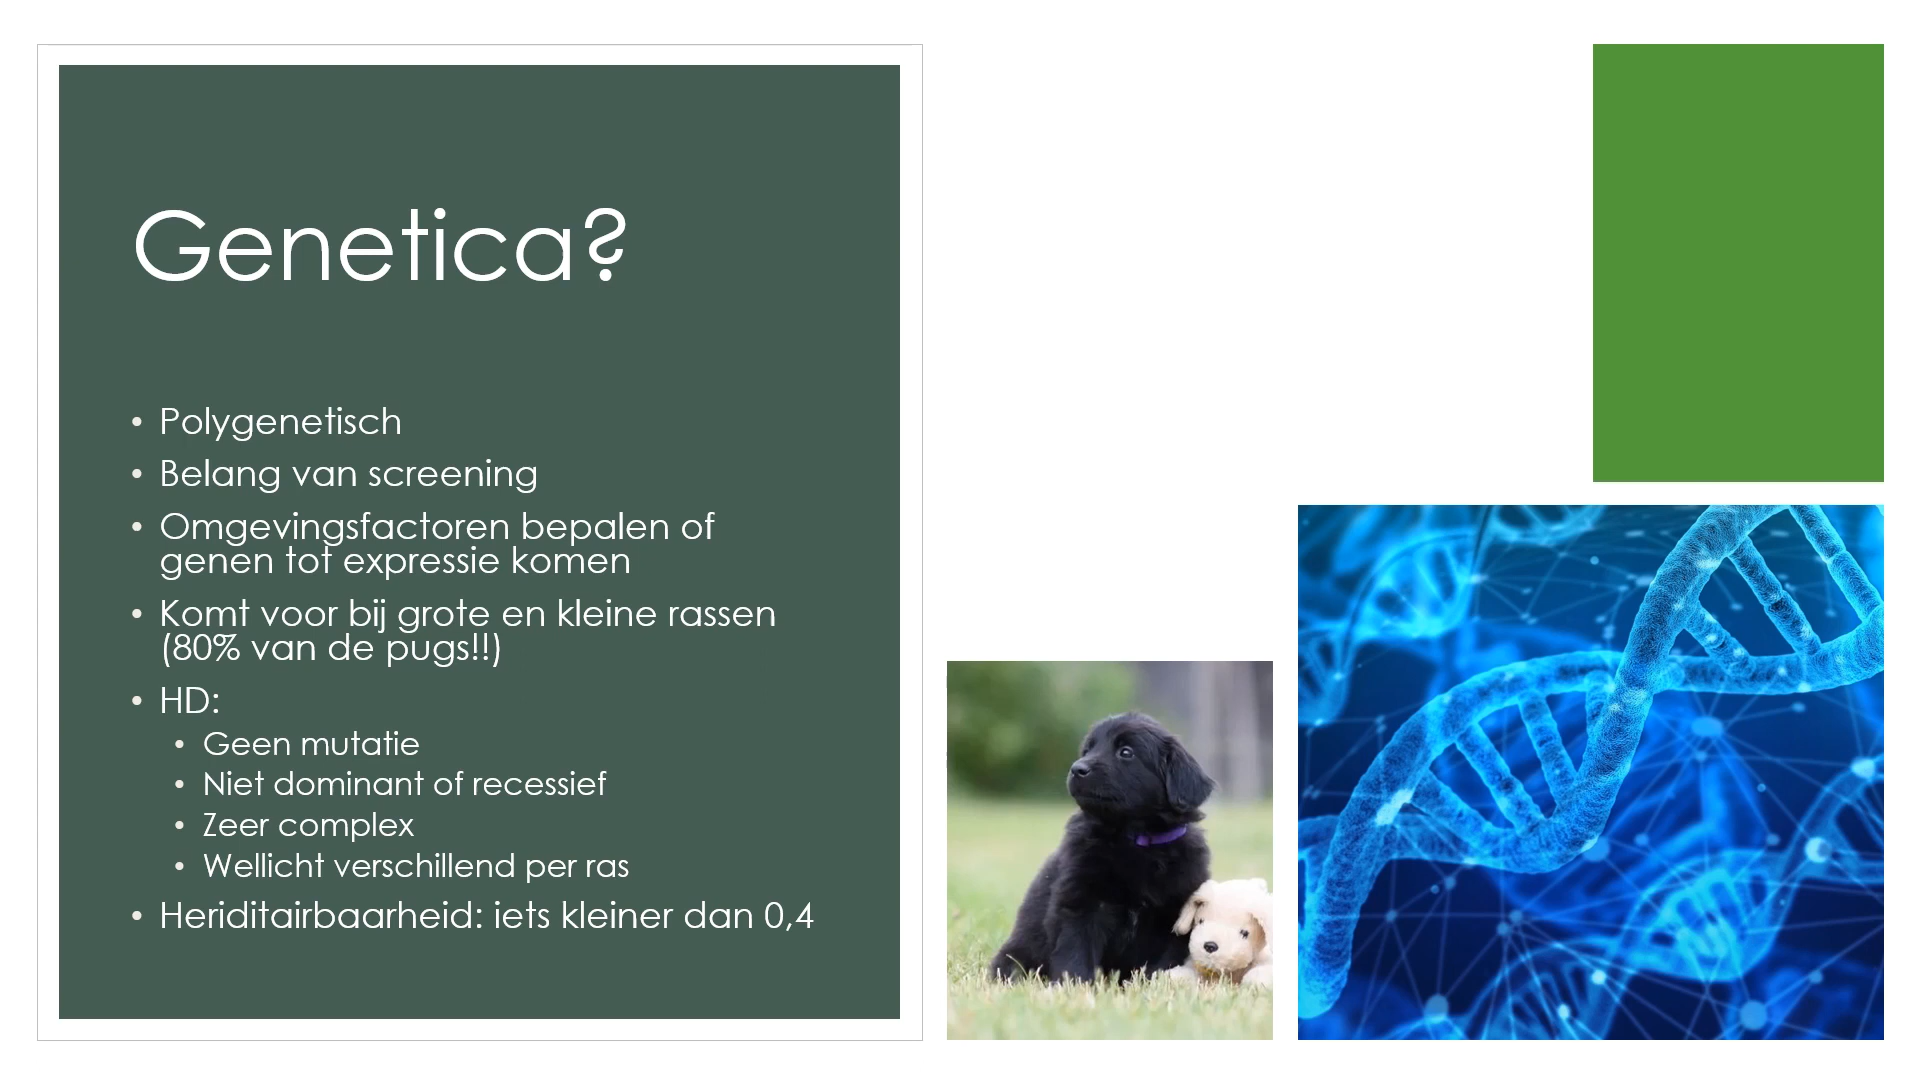 Genetica?
• Polygenetisch
• Belang van screening
• Omgevingsfactoren bepalen of
genen tot expressie komen
• Komt voor bij grote en kleine rassen
(80% van de pugs!!)
• HD:
• Geen mutatie
• Niet dominant of recessief
• Zeer complex
• Wellicht verschillend per ras
• Heriditairbaarheid: iets kleiner dan 0,4